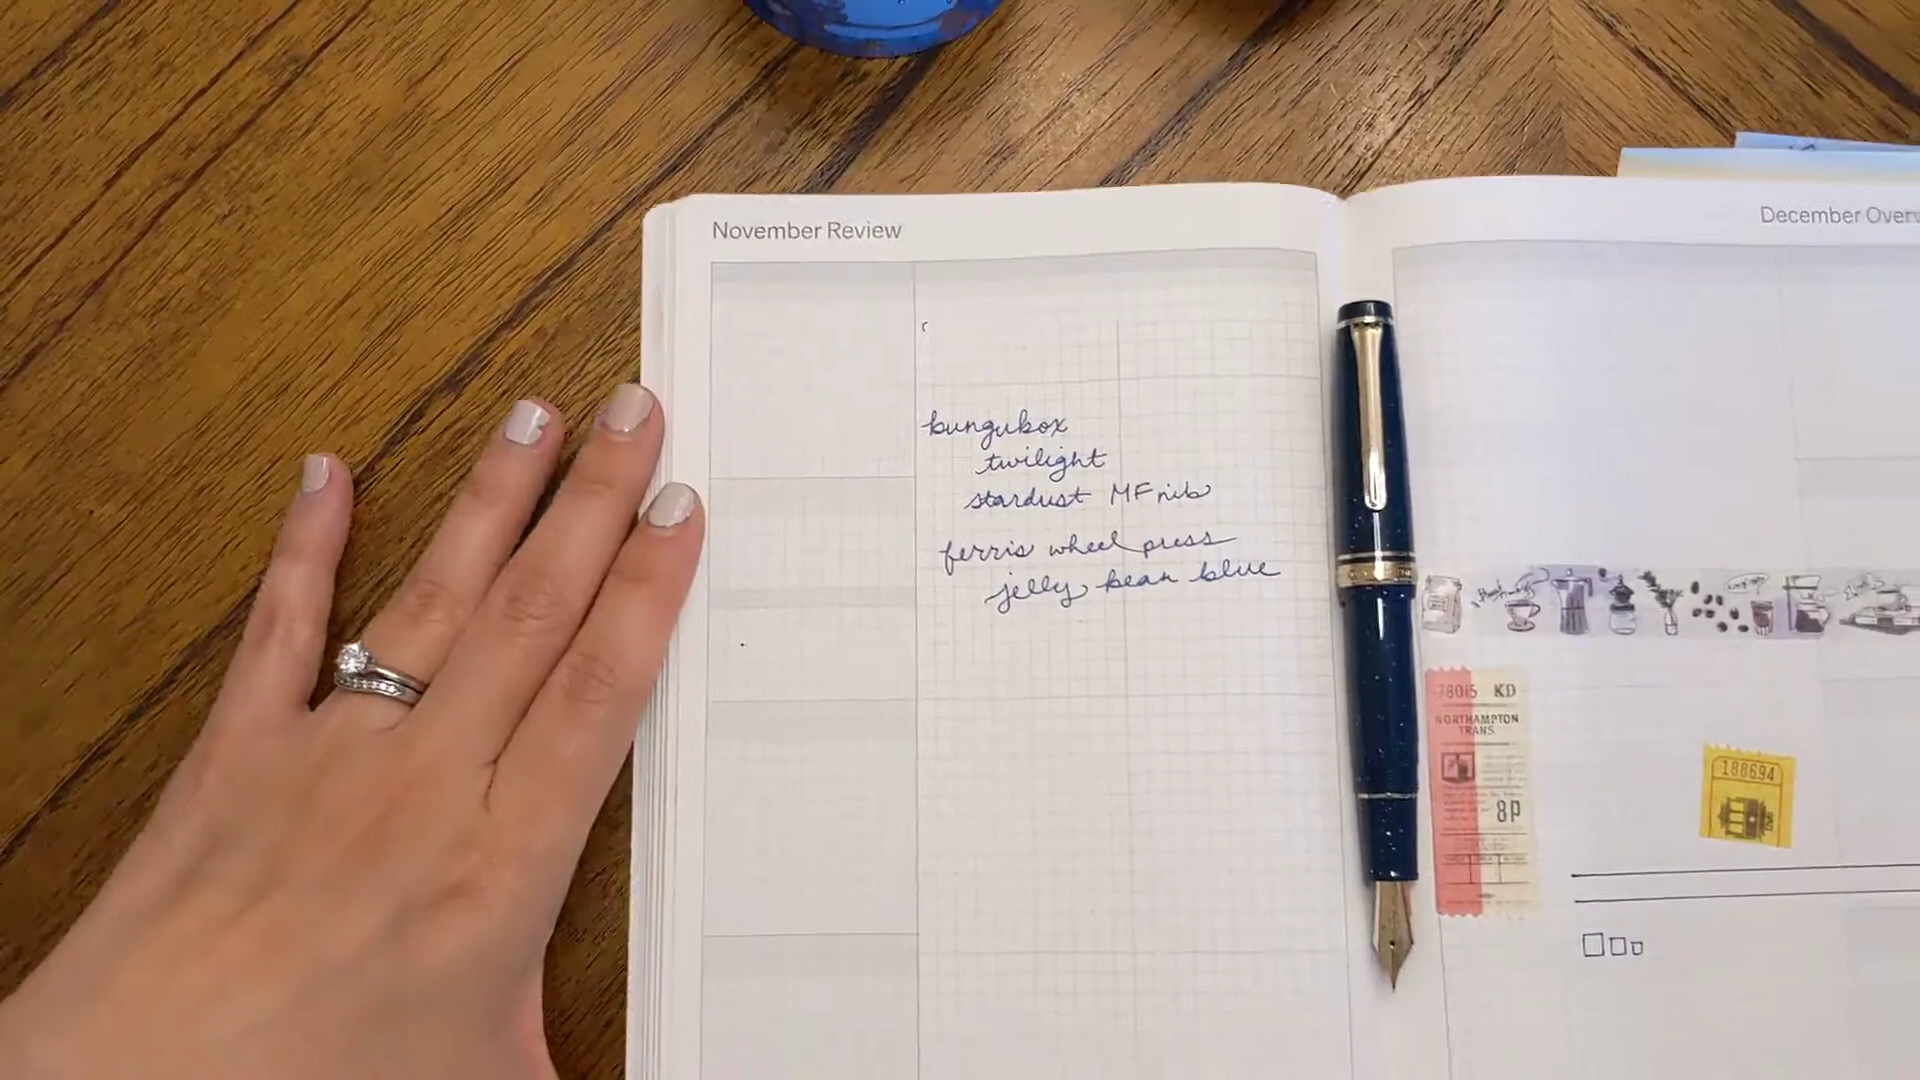 November Review
December Overv
bungubox
twilight
stardust MF nib
ferris wheel press
jelly bean blue
78015 KD
NORTHAMPTON
TRANS.
8P
188694